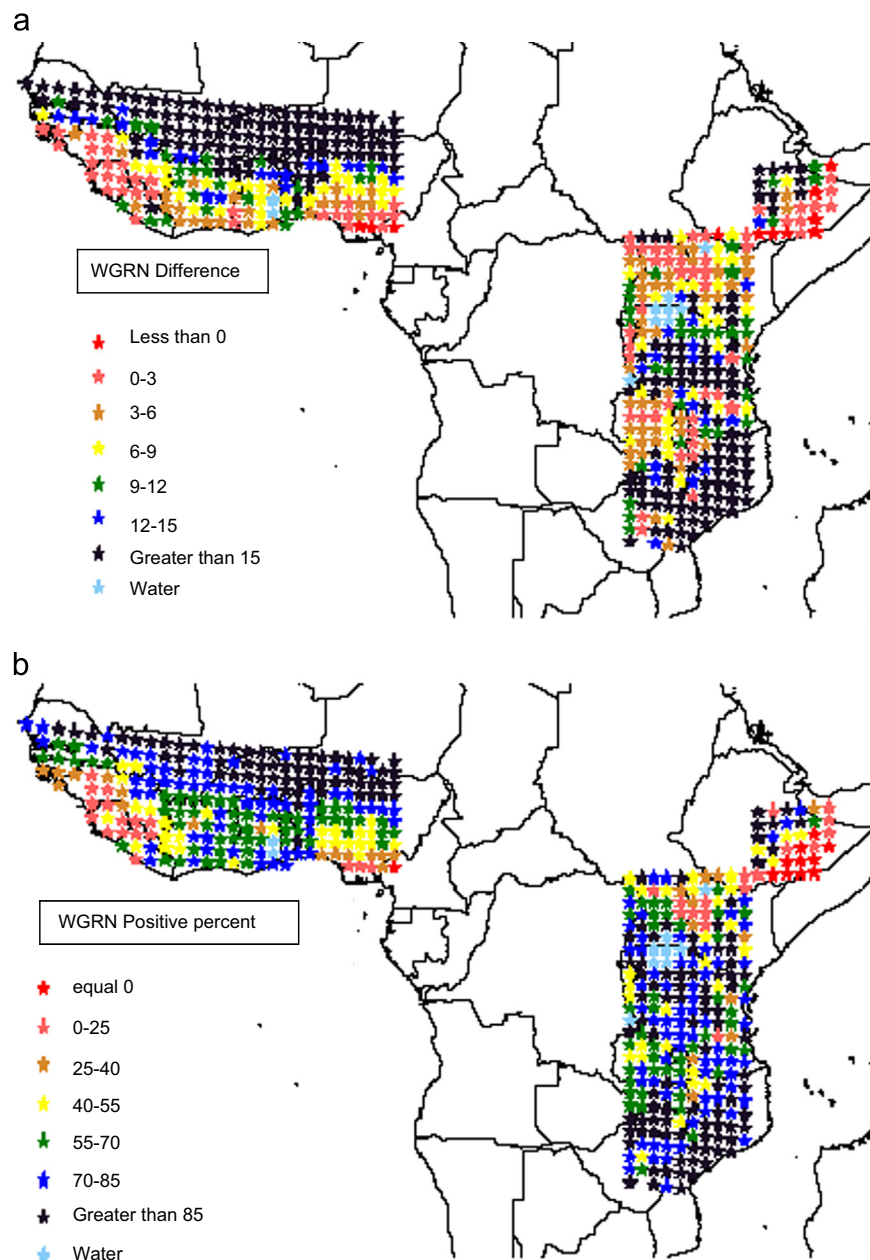 a
WGRN Difference
Less than 0
0-3
3-6
6-9
9-12
12-15
Greater than 15
Water
b
WGRN Positive percent
equal 0
0-25
25-40
40-55
55-70
70-85
Greater than 85
Water